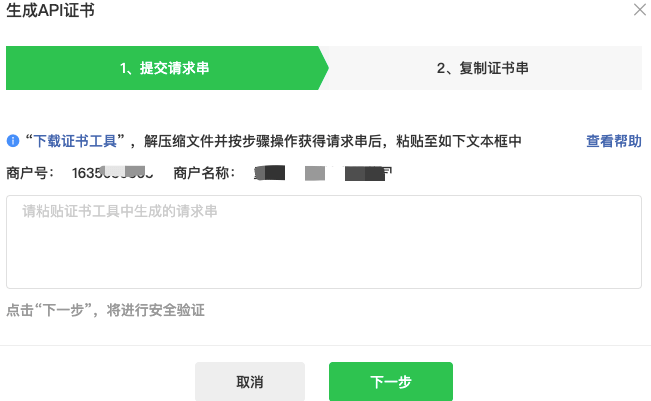 生成API证书
1、提交请求串
2、复制证书串
“下载证书工具”，解压缩文件并按步骤操作获得请求串后，粘贴至如下文本框中 查看帮助
商户号： 1635 商户名称：
请粘贴证书工具中生成的请求串
点击“下一步”，将进行安全验证
取消 下一步